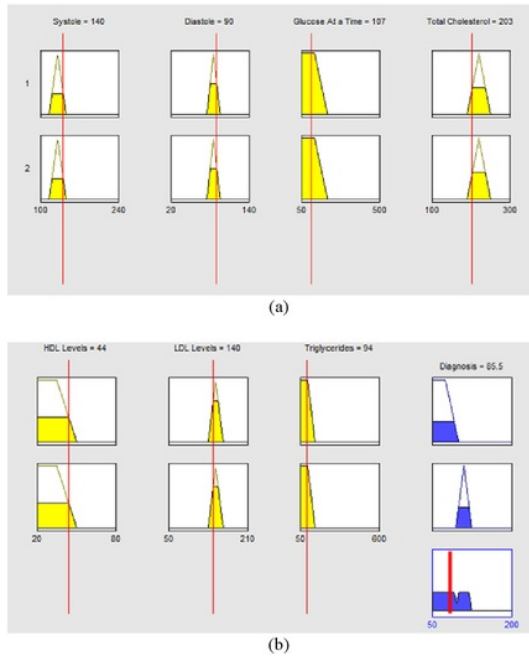 Systole = 140 Diastole = 90 Glucose At a Time = 107 Total Cholesterol = 203
1
2
100 240 20 140 50 500 100 300
(a)
HDL Levels = 44 LDL Levels = 140 Triglycerides = 94
Diagnosis = 85.5
20 80 50 210 50 600
50 200
(b)